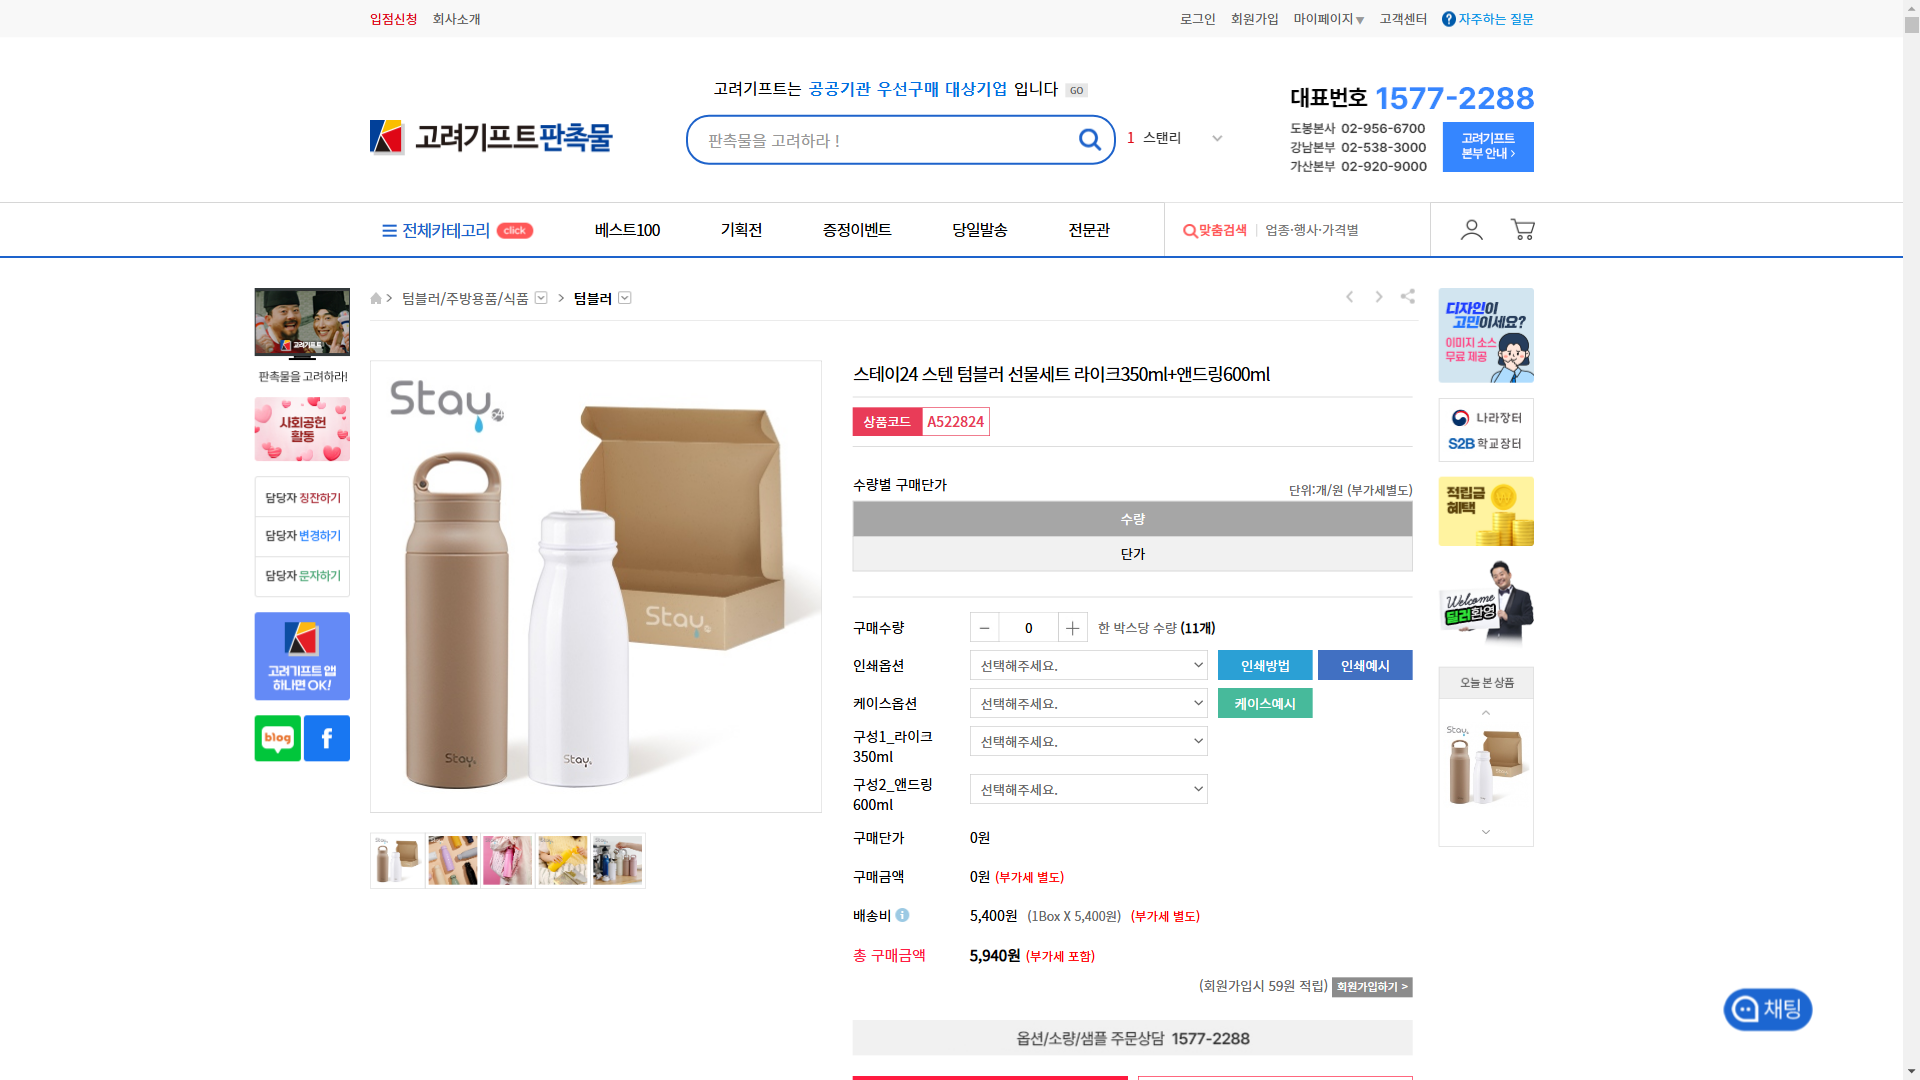 입점신청 회사소개
로그인 회원가입 마이페이지▼ 고객센터 ? 자주하는 질문
고려기프트는 공공기관 우선구매 대상기업 입니다 GO
고려기프트판촉물
판촉물을 고려하라 !
1 스탠리
대표번호 1577-2288
도봉본사 02-956-6700
강남본부 02-538-3000
가산본부 02-920-9000
고려기프트
본부 안내 >
전체카테고리 click 베스트100 기획전 증정이벤트 당일발송 전문관 맞춤검색 | 업종·행사·가격별
텀블러/주방용품/식품 > 텀블러
고려기프트
판촉물을 고려하라!
사회공헌
활동
담당자 칭잔하기
담당자 변경하기
담당자 문자하기
고려기프트 앱
하나면 OK!
blog f
Stay 24
Stay
Stay
Stay
스테이24 스텐 텀블러 선물세트 라이크350ml+앤드링600ml
상품코드 A522824
수량별 구매단가
단위:개/원 (부가세별도)
수량
단가
구매수량 − 0 + 한 박스당 수량 (11개)
인쇄옵션 선택해주세요. 인쇄방법 인쇄예시
케이스옵션 선택해주세요. 케이스예시
구성1_라이크
350ml
선택해주세요.
구성2_앤드링
600ml
선택해주세요.
구매단가 0원
구매금액 0원 (부가세 별도)
배송비 i 5,400원 (1Box X 5,400원) (부가세 별도)
총 구매금액 5,940원 (부가세 포함)
(회원가입시 59원 적립) 회원가입하기 >
옵션/소량/샘플 주문상담 1577-2288
디자인이
고민이세요?
이미지 소스
무료 제공
나라장터
S2B 학교장터
적립금
혜택
Welcome
딜러환영
오늘 본 상품
Stay
채팅